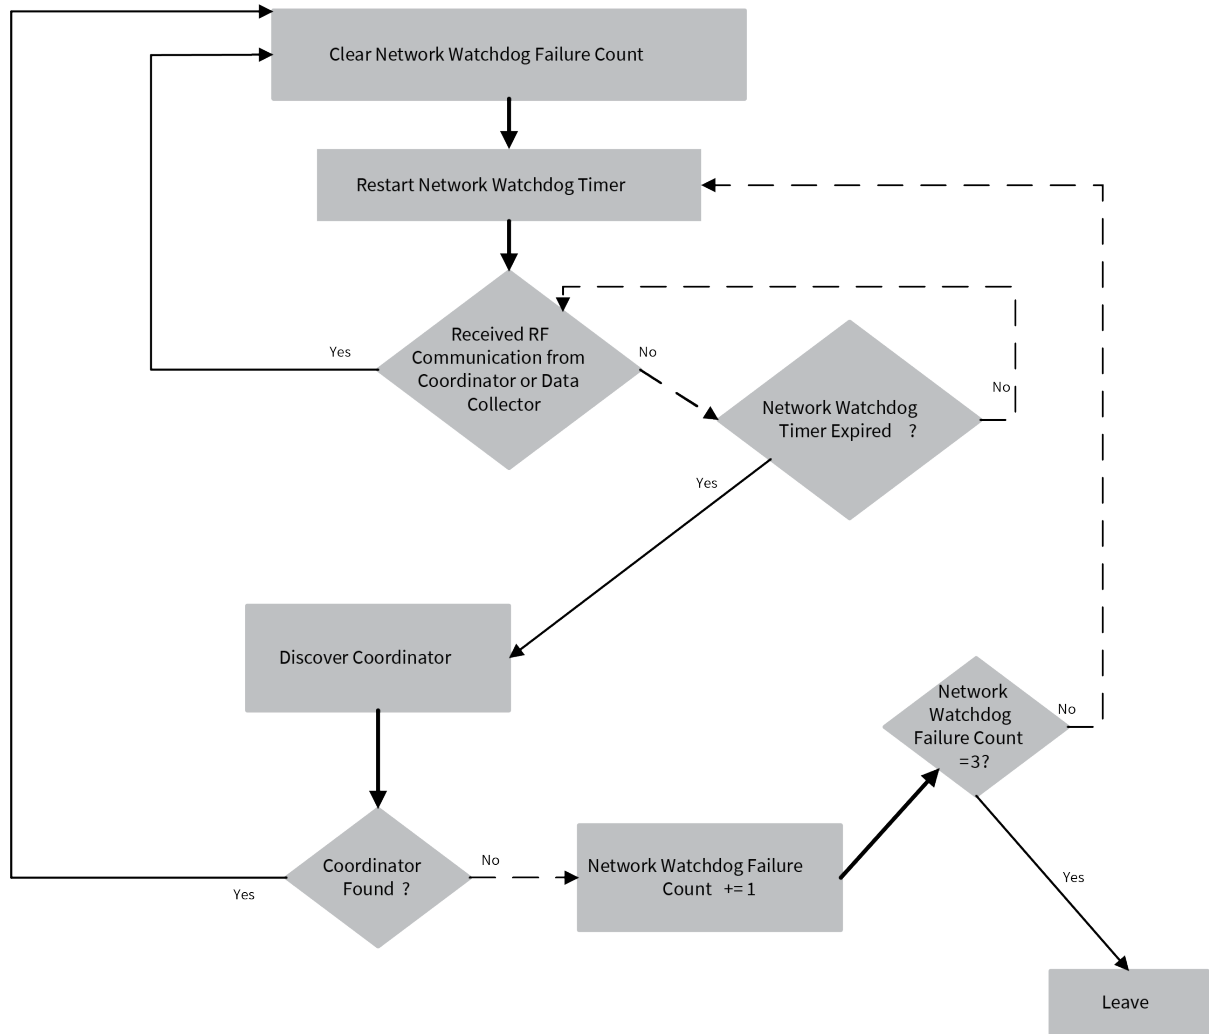 Clear Network Watchdog Failure Count
Restart Network Watchdog Timer
Received RF
Communication from
Coordinator or Data
Collector
Yes
No
Network Watchdog
Timer Expired ?
No
Yes
Discover Coordinator
Network
Watchdog
Failure Count
=3?
No
Coordinator
Found ?
No
Yes
Network Watchdog Failure
Count += 1
Yes
Leave